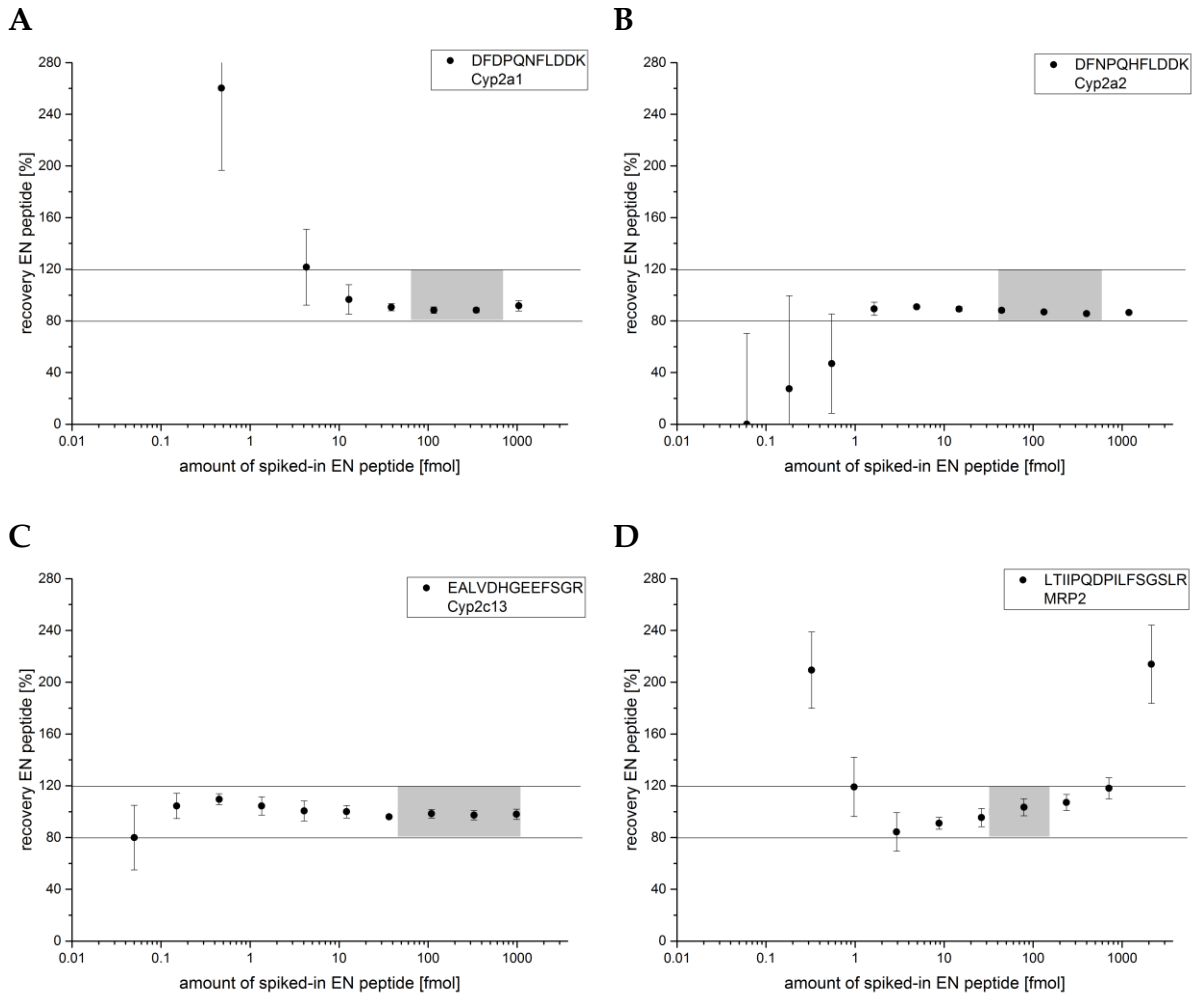 A
DFDPQNFLDDK
Cyp2a1
recovery EN peptide [%]
280
240
200
160
120
80
40
0
0.01
0.1
1
10
100
1000
amount of spiked-in EN peptide [fmol]
B
DFNPQHFLDDK
Cyp2a2
recovery EN peptide [%]
280
240
200
160
120
80
40
0
0.01
0.1
1
10
100
1000
amount of spiked-in EN peptide [fmol]
C
EALVDHGEEFSGR
Cyp2c13
recovery EN peptide [%]
280
240
200
160
120
80
40
0
0.01
0.1
1
10
100
1000
amount of spiked-in EN peptide [fmol]
D
LTIIPQDPILFSGSLR
MRP2
recovery EN peptide [%]
280
240
200
160
120
80
40
0
0.01
0.1
1
10
100
1000
amount of spiked-in EN peptide [fmol]